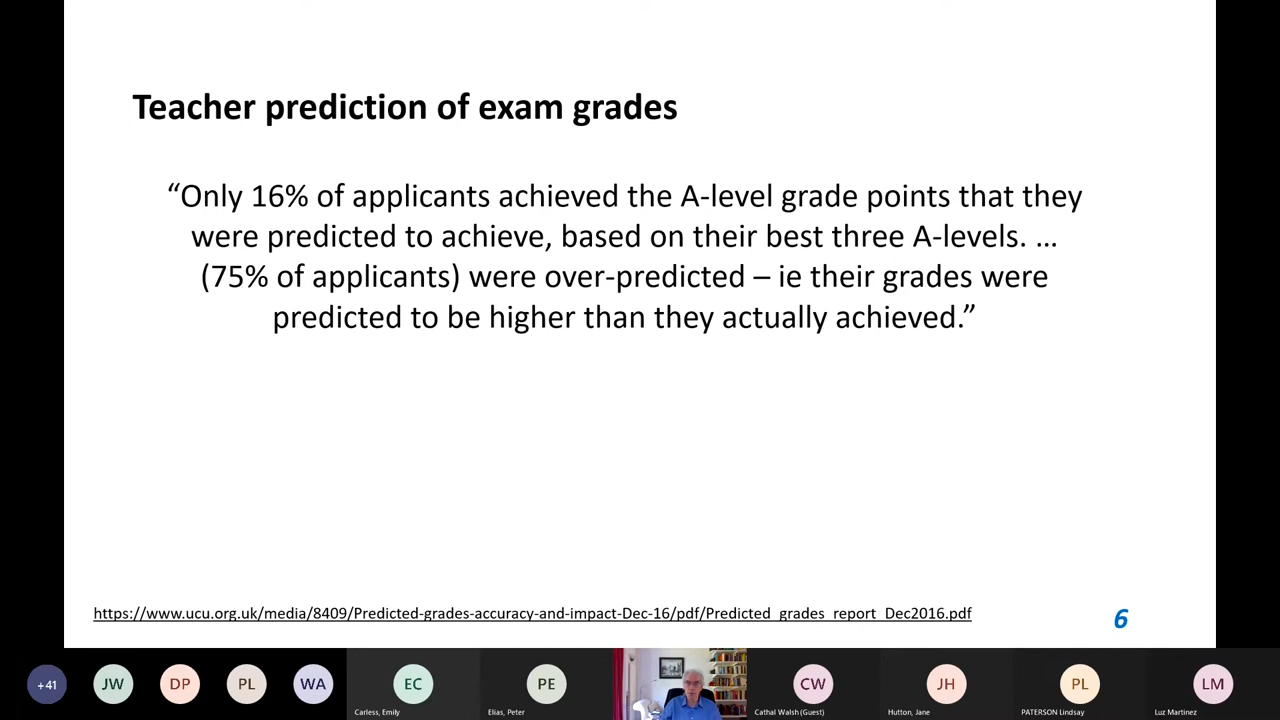 Teacher prediction of exam grades
“Only 16% of applicants achieved the A-level grade points that they
were predicted to achieve, based on their best three A-levels. …
(75% of applicants) were over-predicted – ie their grades were
predicted to be higher than they actually achieved.”
https://www.ucu.org.uk/media/8409/Predicted-grades-accuracy-and-impact-Dec-16/pdf/Predicted_grades_report_Dec2016.pdf
6
+41 JW DP PL WA EC PE CW JH PL LM
Carless, Emily Elias, Peter Cathal Walsh (Guest) Hutton, Jane PATERSON Lindsay Luz Martinez